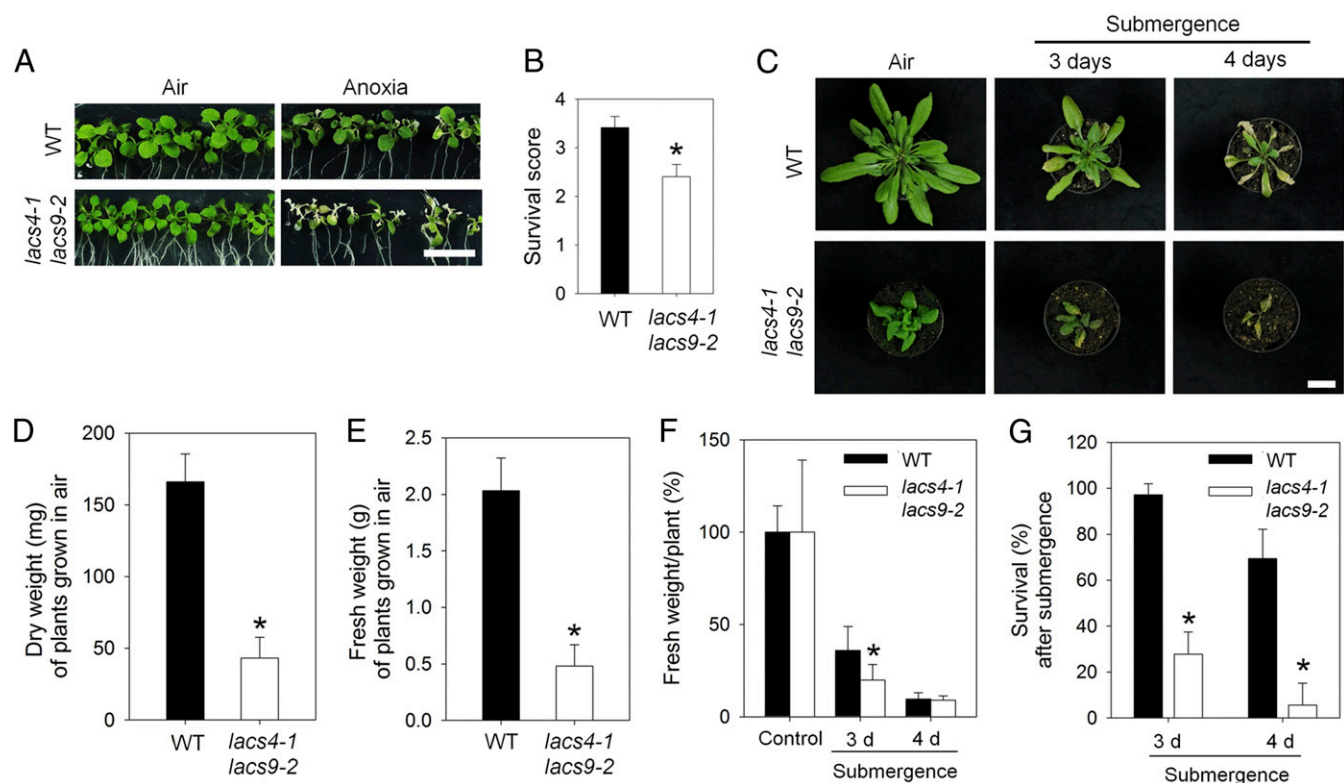 A
Air
Anoxia
WT
lacs4-1
lacs9-2
B
Survival score
4
3
2
1
0
*
WT
lacs4-1
lacs9-2
C
Submergence
Air
3 days
4 days
WT
lacs4-1
lacs9-2
D
Dry weight (mg)
of plants grown in air
200
150
100
50
0
*
WT
lacs4-1
lacs9-2
E
Fresh weight (g)
of plants grown in air
2.5
2.0
1.5
1.0
0.5
0.0
*
WT
lacs4-1
lacs9-2
F
Fresh weight/plant (%)
150
100
50
0
WT
lacs4-1
lacs9-2
*
Control
3 d
4 d
Submergence
G
Survival (%)
after submergence
120
100
80
60
40
20
0
WT
lacs4-1
lacs9-2
*
*
3 d
4 d
Submergence